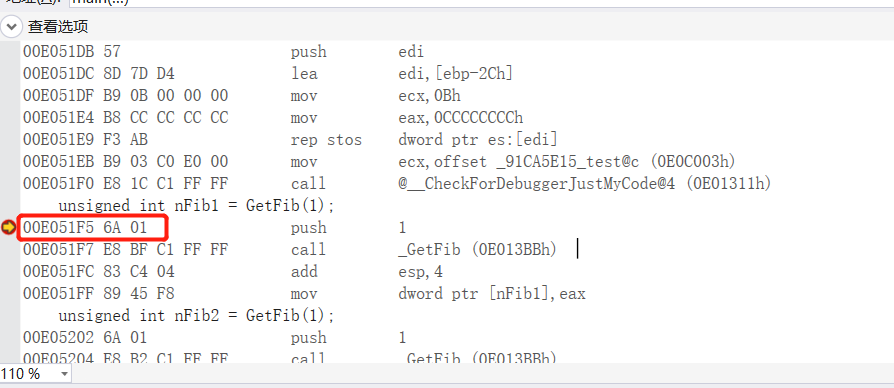 地址(A): main(...)
查看选项
00E051DB 57 push edi
00E051DC 8D 7D D4 lea edi,[ebp-2Ch]
00E051DF B9 0B 00 00 00 mov ecx,0Bh
00E051E4 B8 CC CC CC CC mov eax,0CCCCCCCCh
00E051E9 F3 AB rep stos dword ptr es:[edi]
00E051EB B9 03 C0 E0 00 mov ecx,offset _91CA5E15_test@c (0E0C003h)
00E051F0 E8 1C C1 FF FF call @__CheckForDebuggerJustMyCode@4 (0E01311h)
unsigned int nFib1 = GetFib(1);
00E051F5 6A 01 push 1
00E051F7 E8 BF C1 FF FF call _GetFib (0E013BBh)
00E051FC 83 C4 04 add esp,4
00E051FF 89 45 F8 mov dword ptr [nFib1],eax
unsigned int nFib2 = GetFib(1);
00E05202 6A 01 push 1
00E05204 E8 B2 C1 FF FF call _GetFib (0E013BBh)
110 %